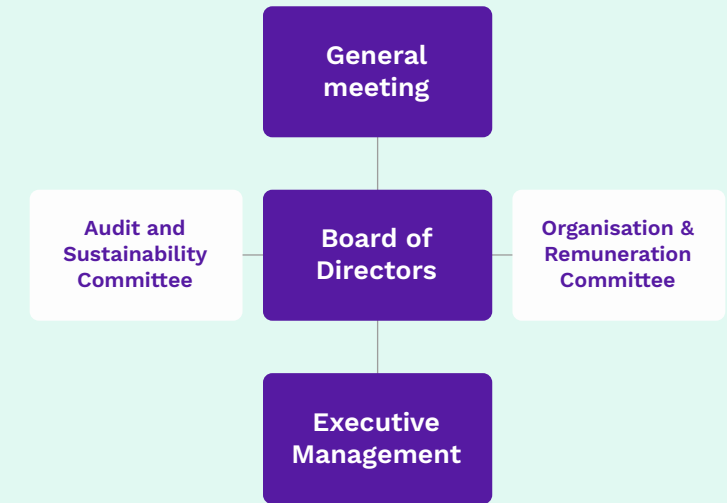 General
meeting
Audit and
Sustainability
Committee
Board of
Directors
Organisation &
Remuneration
Committee
Executive
Management